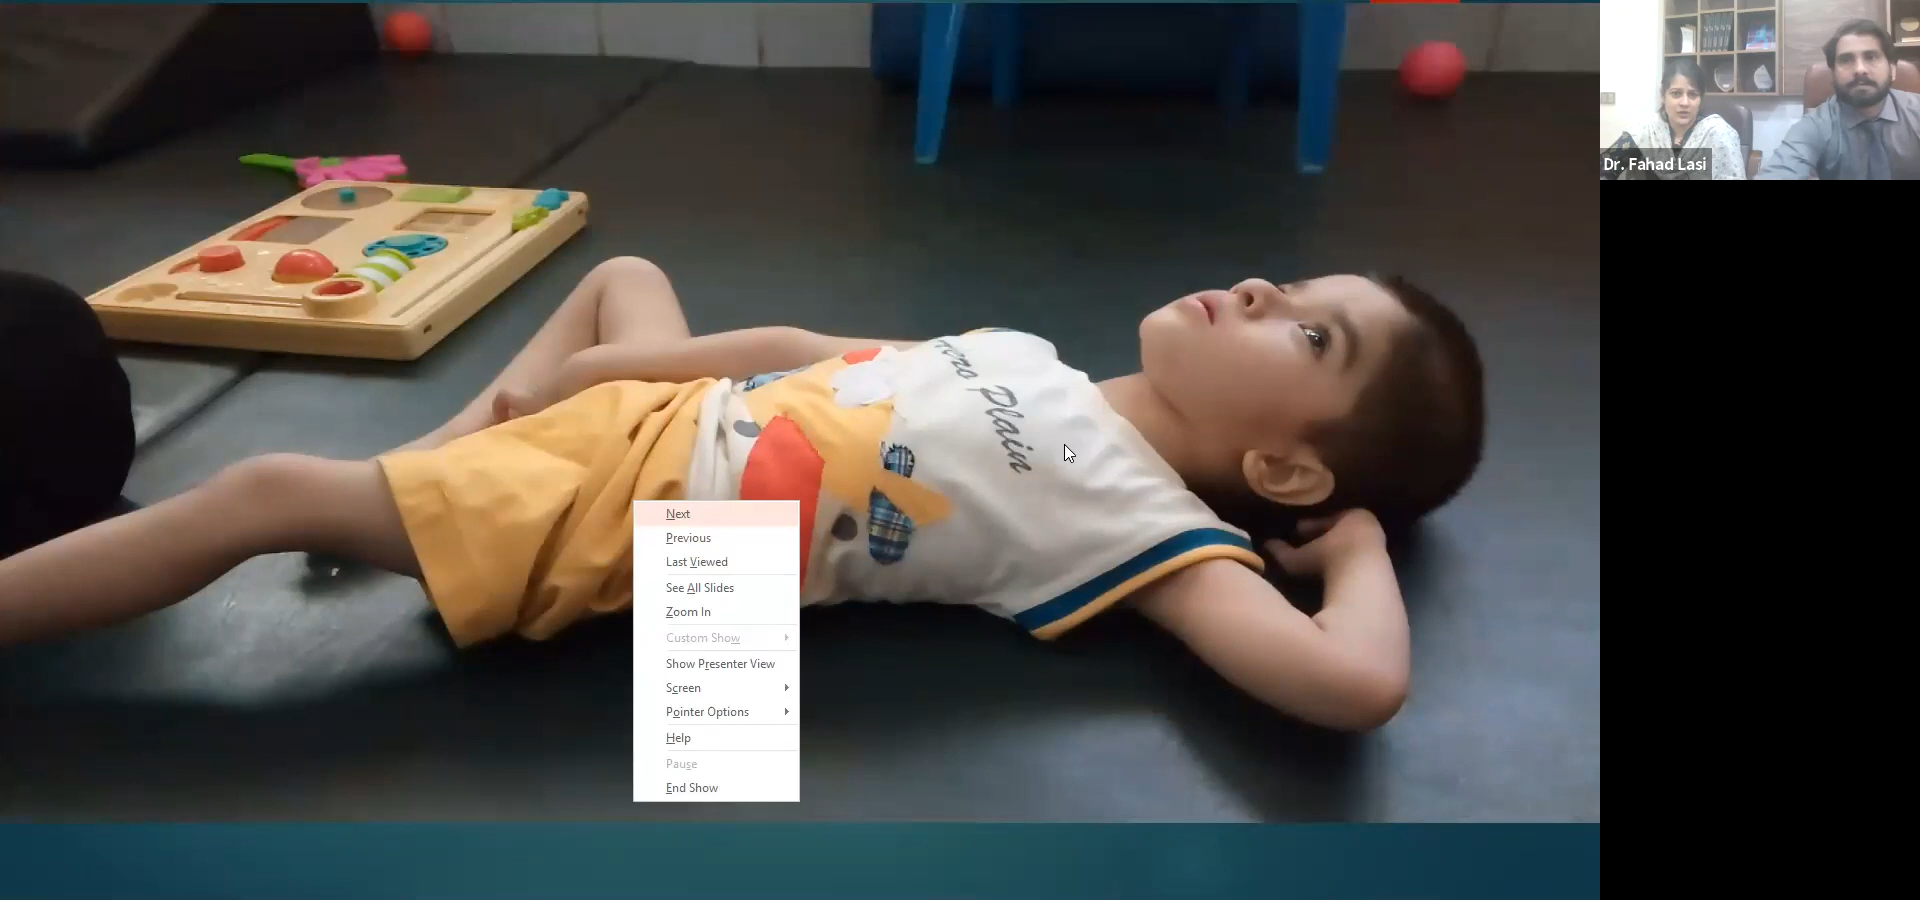 Plain
Next
Previous
Last Viewed
See All Slides
Zoom In
Custom Show
Show Presenter View
Screen
Pointer Options
Help
Pause
End Show
Dr. Fahad Lasi